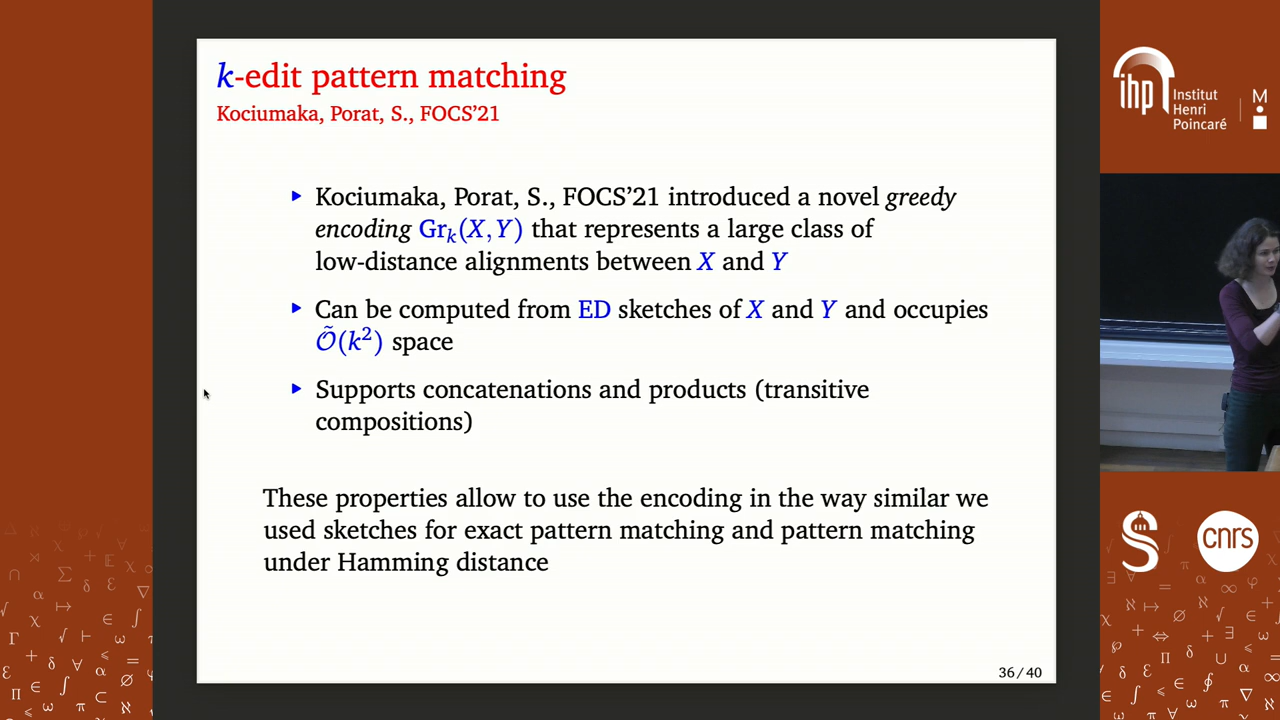 k-edit pattern matching
Kociumaka, Porat, S., FOCS'21
▸ Kociumaka, Porat, S., FOCS'21 introduced a novel greedy
encoding Grₖ(X, Y) that represents a large class of
low-distance alignments between X and Y
▸ Can be computed from ED sketches of X and Y and occupies
Õ(k²) space
▸ Supports concatenations and products (transitive
compositions)
These properties allow to use the encoding in the way similar we
used sketches for exact pattern matching and pattern matching
under Hamming distance
36/40
ihp
Institut
Henri
Poincaré
M
S
cnrs